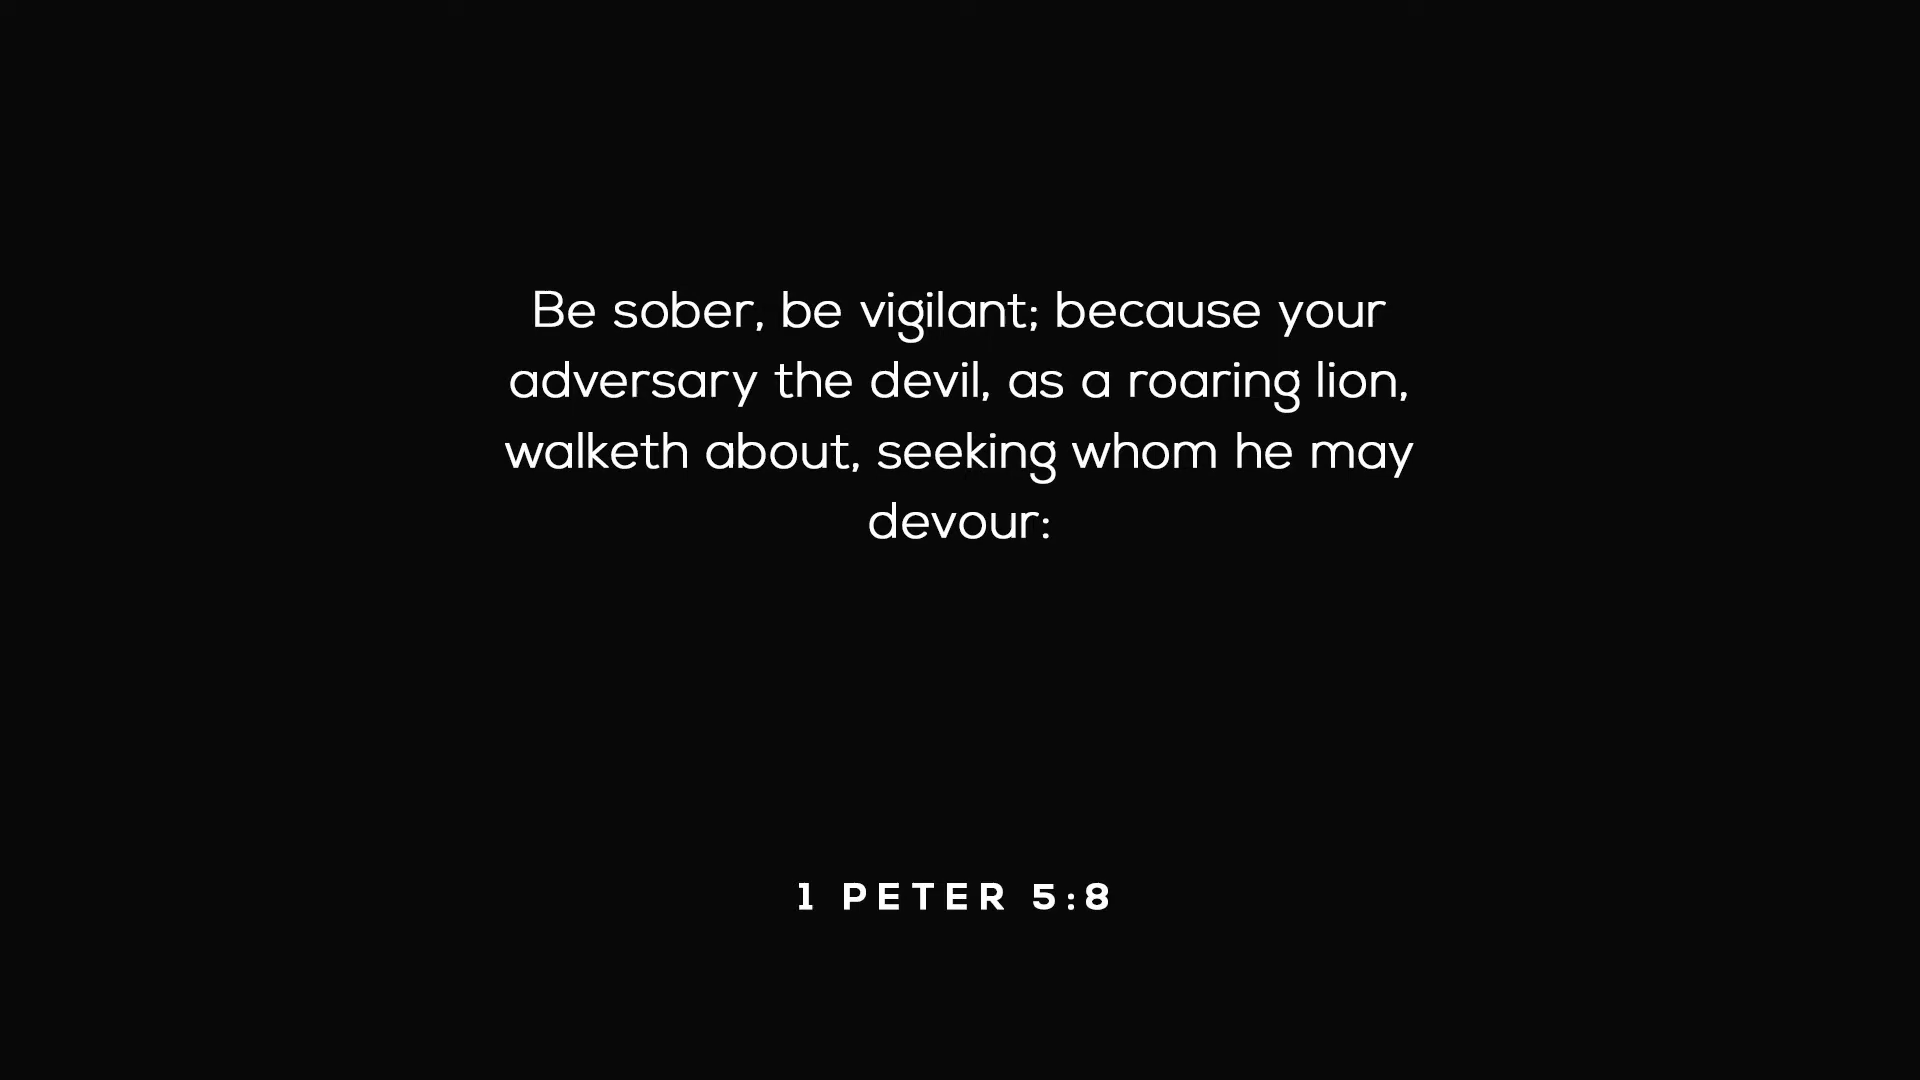 Be sober, be vigilant; because your
adversary the devil, as a roaring lion,
walketh about, seeking whom he may
devour:
1 PETER 5:8